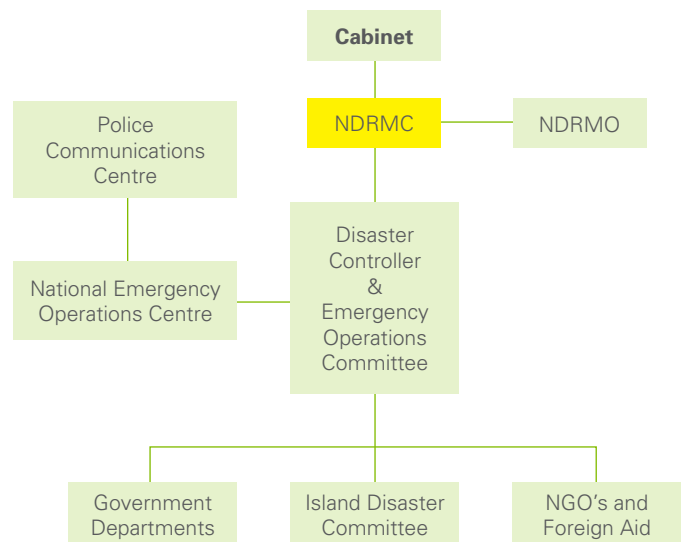 Cabinet
NDRMC
NDRMO
Police
Communications
Centre
Disaster
Controller
&
Emergency
Operations
Committee
National Emergency
Operations Centre
Government
Departments
Island Disaster
Committee
NGO's and
Foreign Aid